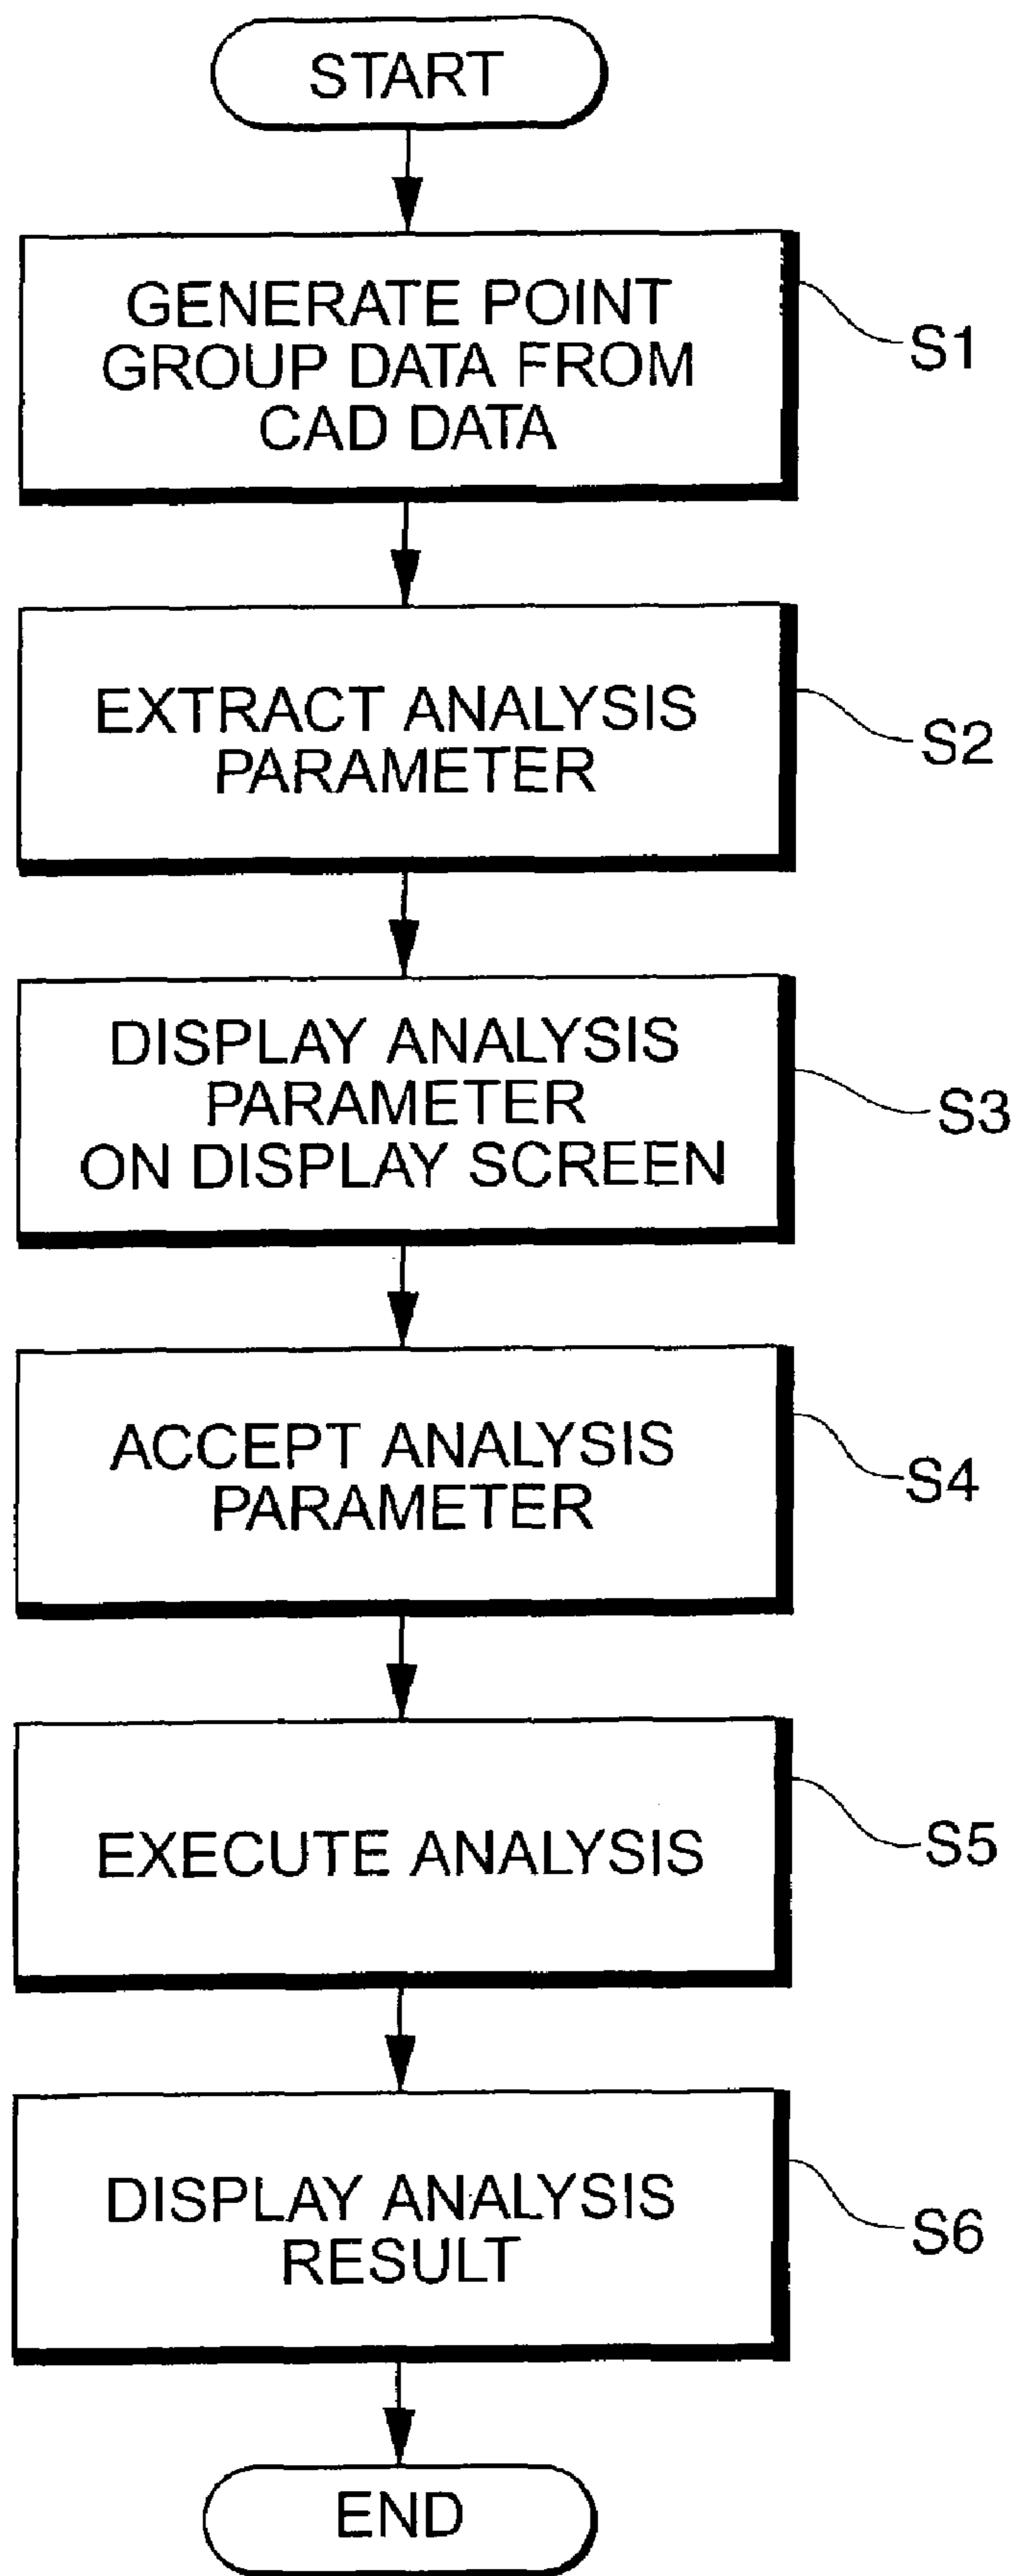 START
GENERATE POINT
GROUP DATA FROM
CAD DATA
S1
EXTRACT ANALYSIS
PARAMETER
S2
DISPLAY ANALYSIS
PARAMETER
ON DISPLAY SCREEN
S3
ACCEPT ANALYSIS
PARAMETER
S4
EXECUTE ANALYSIS
S5
DISPLAY ANALYSIS
RESULT
S6
END